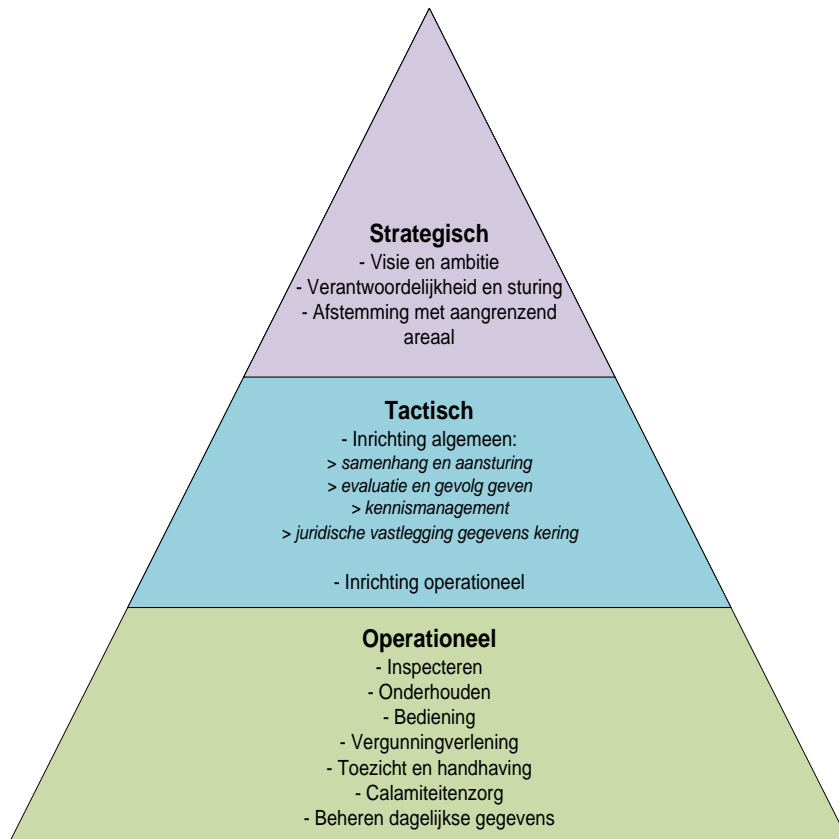 Strategisch
- Visie en ambitie
- Verantwoordelijkheid en sturing
- Afstemming met aangrenzend
areaal
Tactisch
- Inrichting algemeen:
> samenhang en aansturing
> evaluatie en gevolg geven
> kennismanagement
> juridische vastlegging gegevens kering
- Inrichting operationeel
Operationeel
- Inspecteren
- Onderhouden
- Bediening
- Vergunningverlening
- Toezicht en handhaving
- Calamiteitenzorg
- Beheren dagelijkse gegevens